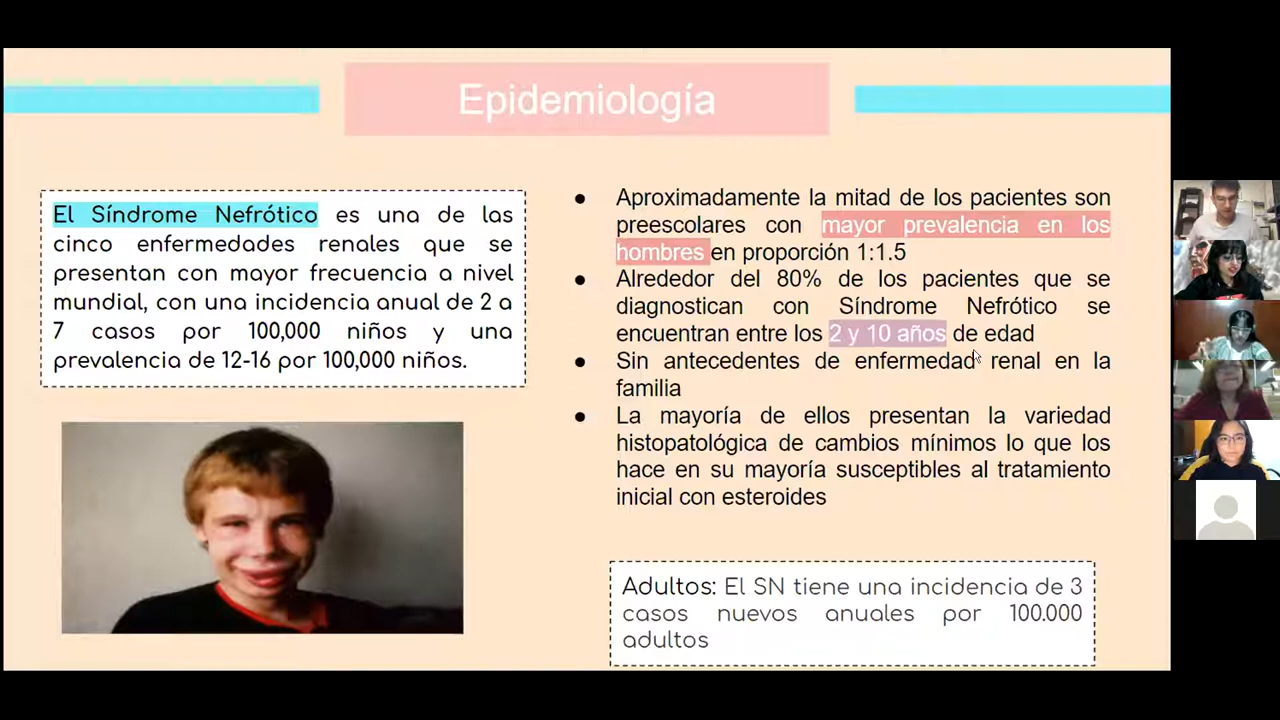 Epidemiología
El Síndrome Nefrótico es una de las
cinco enfermedades renales que se
presentan con mayor frecuencia a nivel
mundial, con una incidencia anual de 2 a
7 casos por 100,000 niños y una
prevalencia de 12-16 por 100,000 niños.
● Aproximadamente la mitad de los pacientes son
preescolares con mayor prevalencia en los
hombres en proporción 1:1.5
● Alrededor del 80% de los pacientes que se
diagnostican con Síndrome Nefrótico se
encuentran entre los 2 y 10 años de edad
● Sin antecedentes de enfermedad renal en la
familia
● La mayoría de ellos presentan la variedad
histopatológica de cambios mínimos lo que los
hace en su mayoría susceptibles al tratamiento
inicial con esteroides
Adultos: El SN tiene una incidencia de 3
casos nuevos anuales por 100.000
adultos